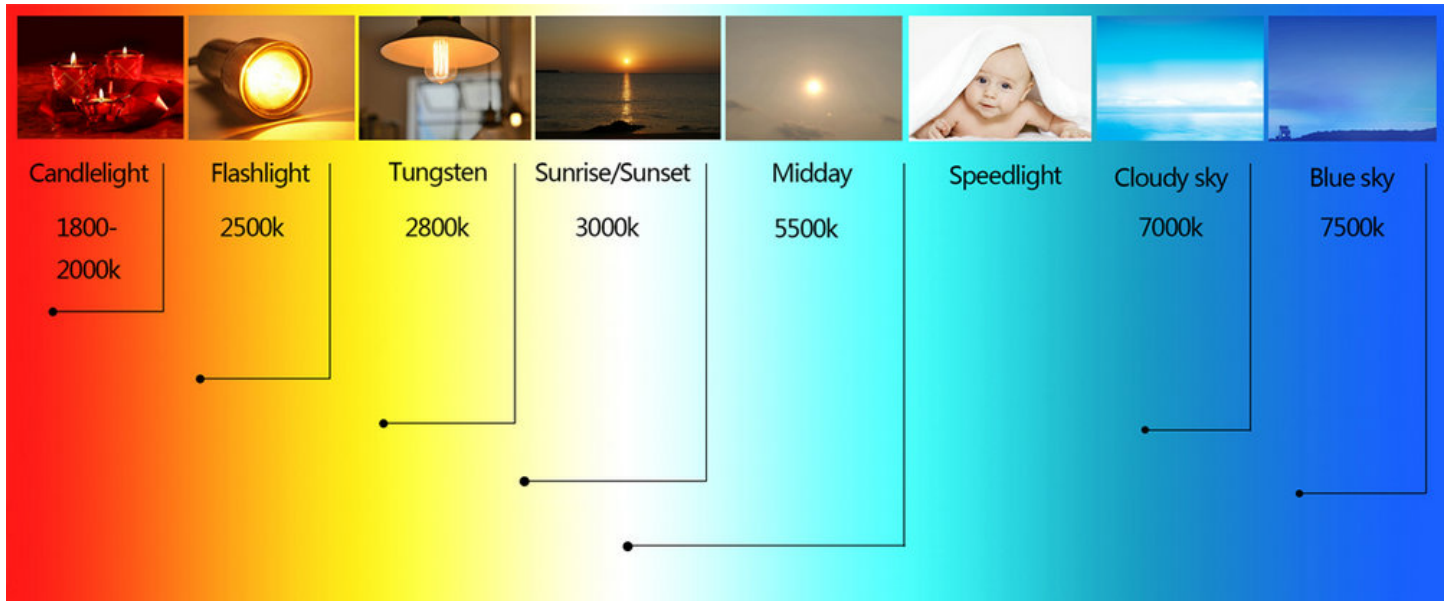 Candlelight
1800-
2000k
Flashlight
2500k
Tungsten
2800k
Sunrise/Sunset
3000k
Midday
5500k
Speedlight
Cloudy sky
7000k
Blue sky
7500k